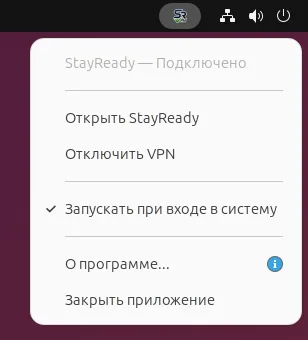 SR
StayReady — Подключено
Открыть StayReady
Отключить VPN
Запускать при входе в систему
О программе...
Закрыть приложение